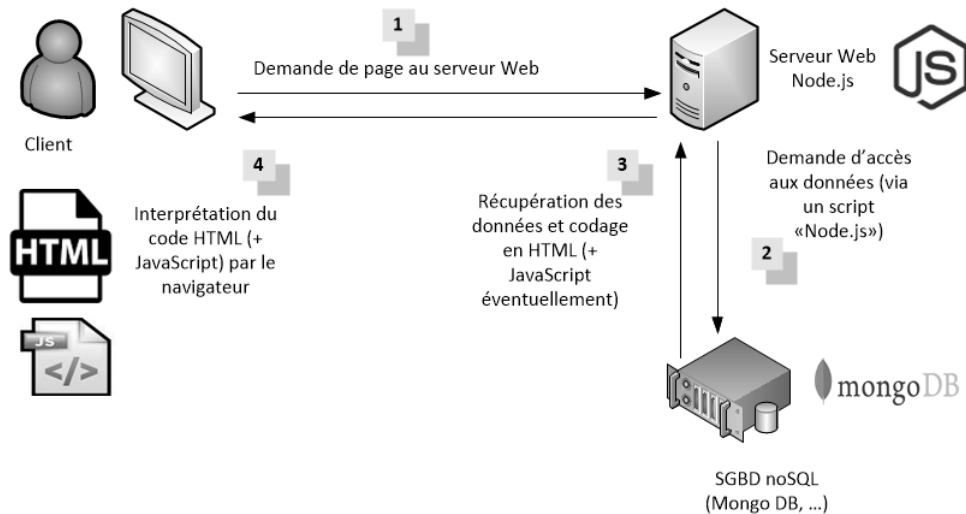 1
Demande de page au serveur Web
Client
Serveur Web
Node.js
JS
4
Interprétation du
code HTML (+
JavaScript) par le
navigateur
HTML
JS
</>
3
Récupération des
données et codage
en HTML (+
JavaScript
éventuellement)
Demande d'accès
aux données (via
un script
«Node.js»)
2
mongoDB
SGBD noSQL
(Mongo DB, ...)